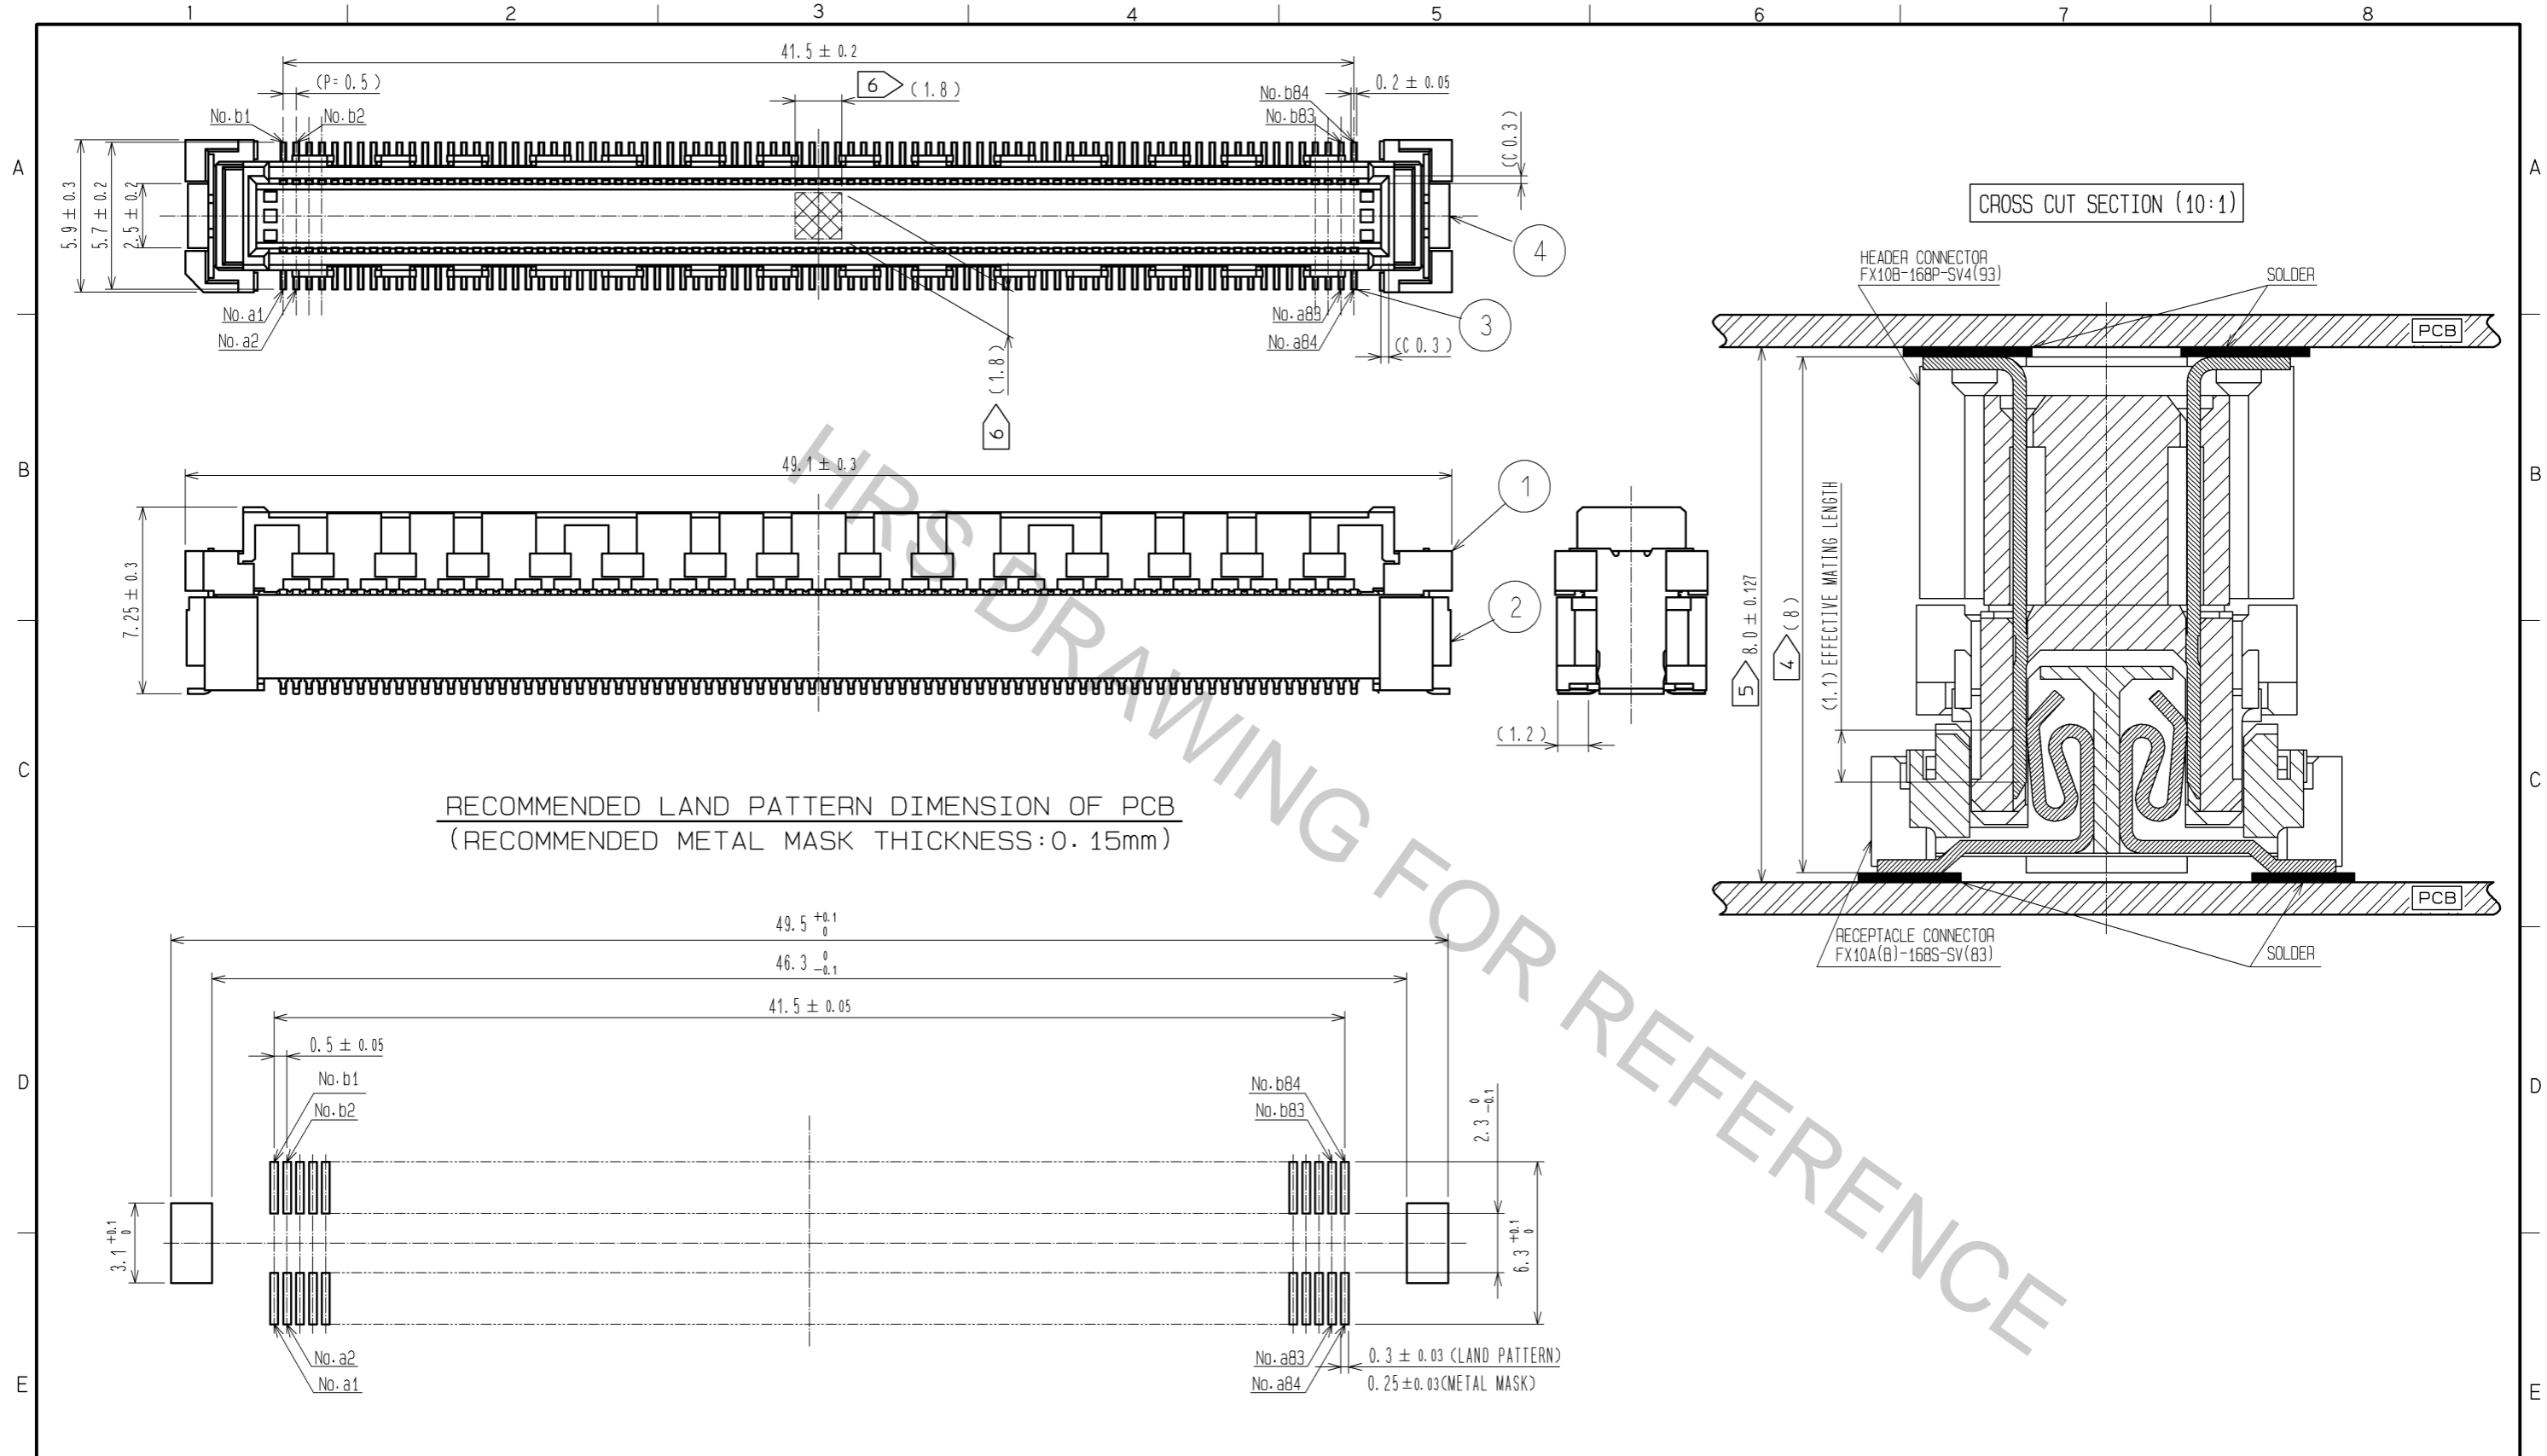 1 2 3 4 5 6 7 8
41.5 ± 0.2
(P= 0.5)
6 (1.8)
0.2 ± 0.05
No.b1
No.b2
No.b84
No.b83
(C 0.3)
A
A
5.9 ± 0.3
5.7 ± 0.2
2.5 ± 0.2
4
3
No.a1
No.a2
No.a83
No.a84
(C 0.3)
(1.8)
6
CROSS CUT SECTION (10:1)
HEADER CONNECTOR
FX10B-168P-SV4(93)
SOLDER
PCB
B
B
49.1 ± 0.3
1
2
7.25 ± 0.3
(1.2)
5 8.0 ± 0.127
4 (8)
(1.1) EFFECTIVE MATING LENGTH
C
C
RECOMMENDED LAND PATTERN DIMENSION OF PCB
(RECOMMENDED METAL MASK THICKNESS:0.15mm)
PCB
RECEPTACLE CONNECTOR
FX10A(B)-168S-SV(83)
SOLDER
HRS DRAWING FOR REFERENCE
49.5 +0.1 0
46.3 0 -0.1
41.5 ± 0.05
0.5 ± 0.05
D
D
No.b1
No.b2
No.b84
No.b83
2.3 0 -0.1
6.3 +0.1 0
3.1 +0.1 0
No.a2
No.a1
No.a83
No.a84
0.3 ± 0.03 (LAND PATTERN)
0.25±0.03(METAL MASK)
E
E